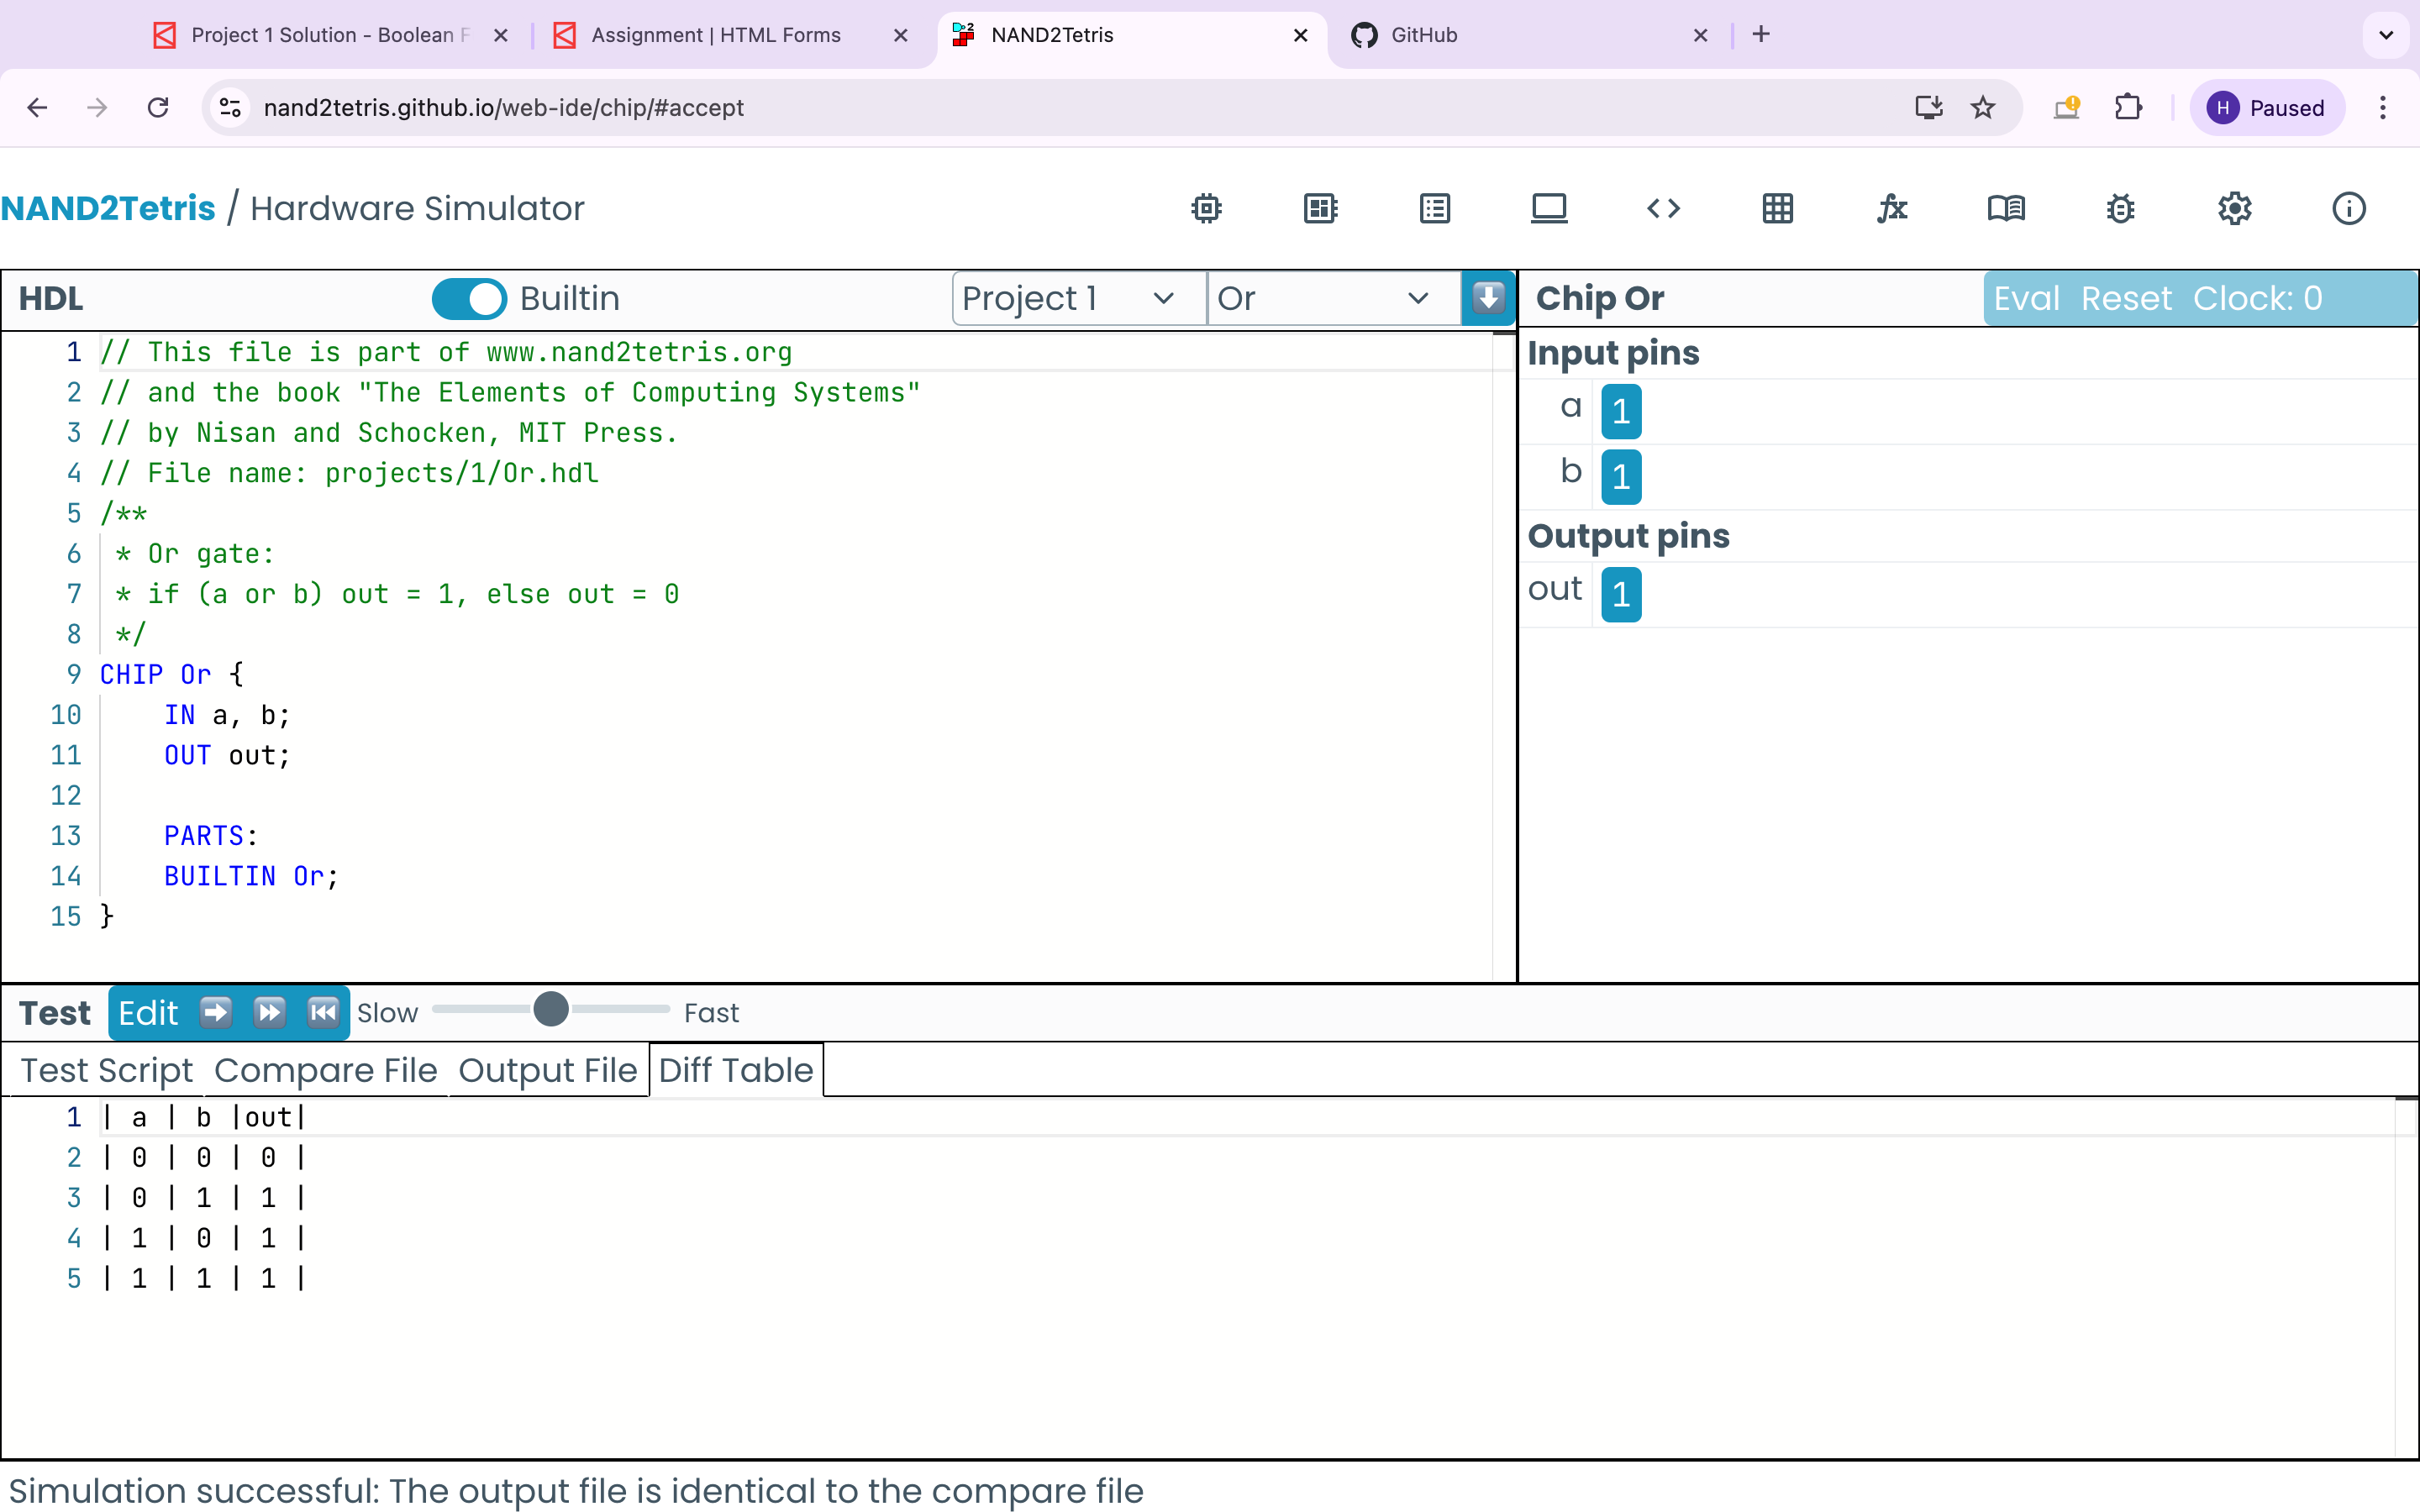 Project 1 Solution - Boolean F
Assignment | HTML Forms
NAND2Tetris
GitHub
nand2tetris.github.io/web-ide/chip/#accept
H Paused
NAND2Tetris / Hardware Simulator
HDL Builtin Project 1 Or
Chip Or Eval Reset Clock: 0
1 // This file is part of www.nand2tetris.org
2 // and the book "The Elements of Computing Systems"
3 // by Nisan and Schocken, MIT Press.
4 // File name: projects/1/Or.hdl
5 /**
6 * Or gate:
7 * if (a or b) out = 1, else out = 0
8 */
9 CHIP Or {
10 IN a, b;
11 OUT out;
12
13 PARTS:
14 BUILTIN Or;
15 }
Input pins
a 1
b 1
Output pins
out 1
Test Edit Slow Fast
Test Script Compare File Output File Diff Table
1 | a | b |out|
2 | 0 | 0 | 0 |
3 | 0 | 1 | 1 |
4 | 1 | 0 | 1 |
5 | 1 | 1 | 1 |
Simulation successful: The output file is identical to the compare file